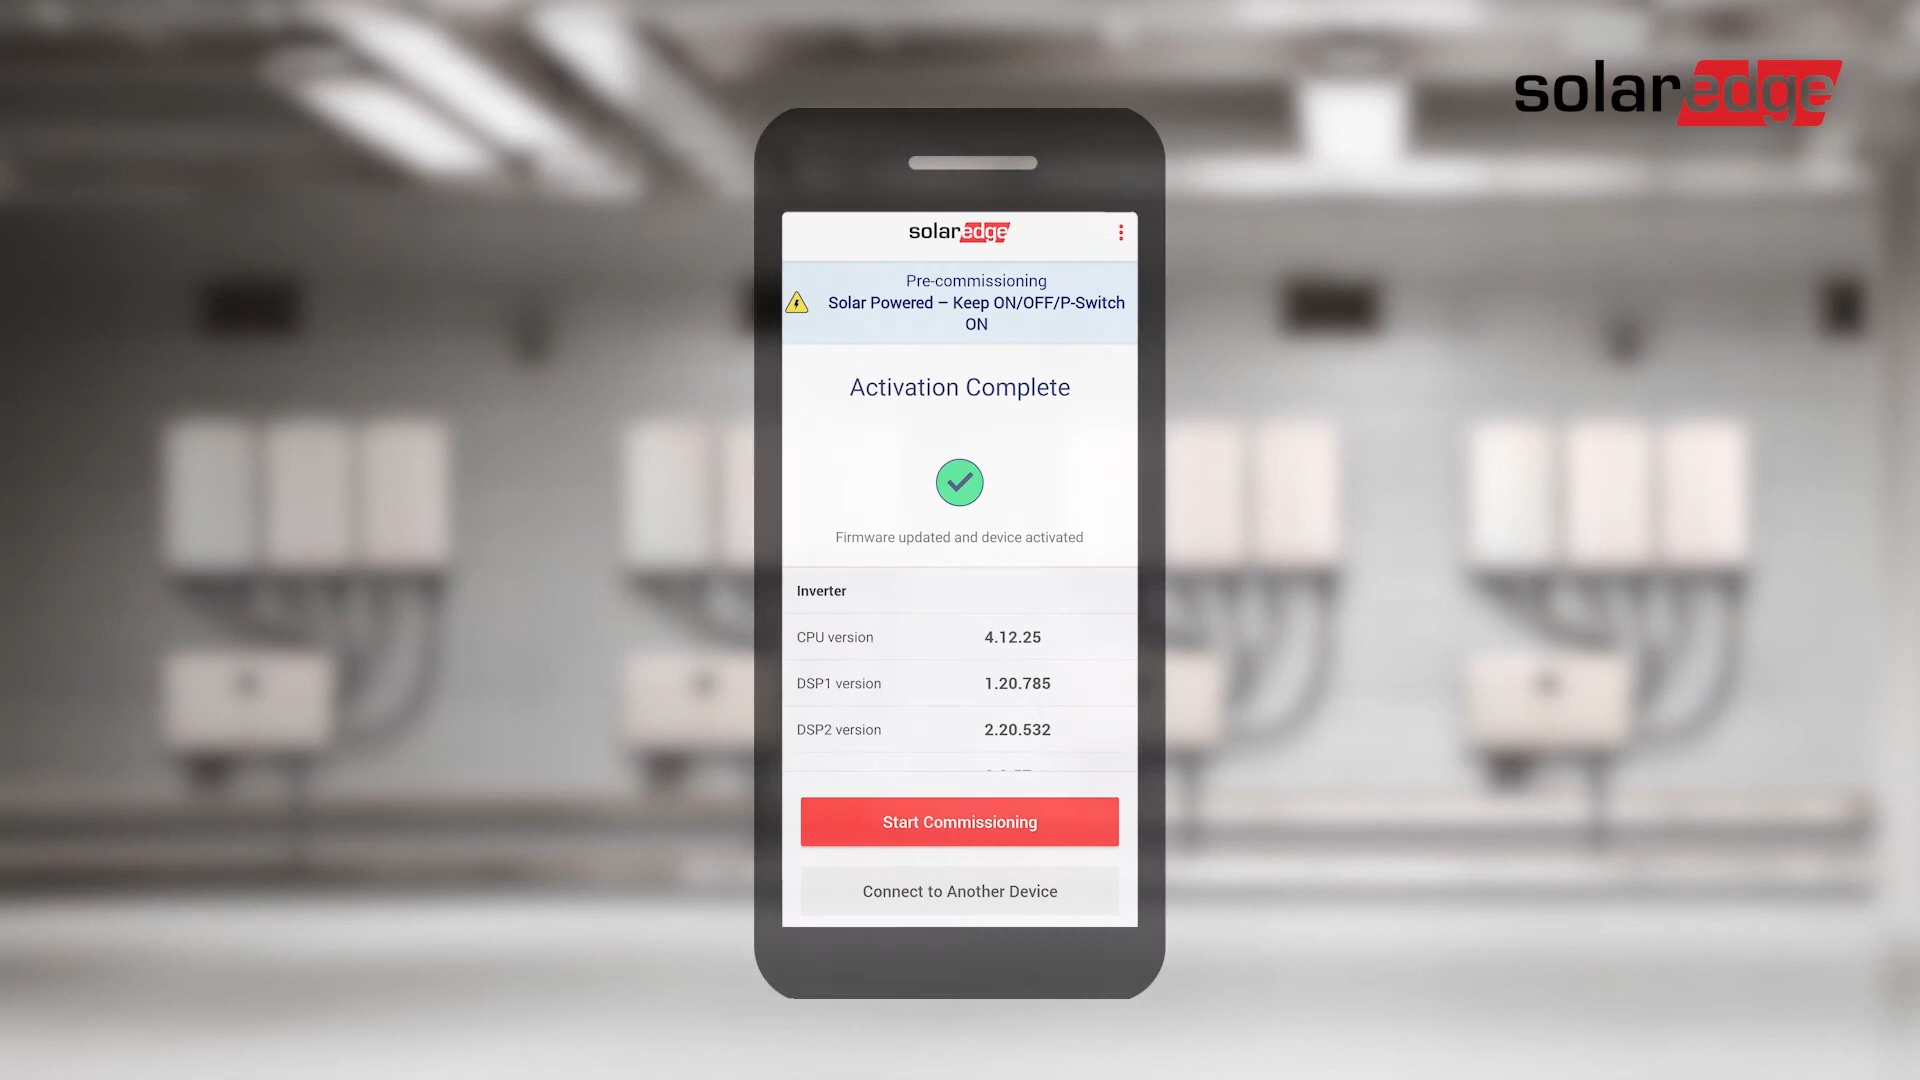 solaredge
solaredge
Pre-commissioning
Solar Powered – Keep ON/OFF/P-Switch
ON
Activation Complete
Firmware updated and device activated
Inverter
CPU version 4.12.25
DSP1 version 1.20.785
DSP2 version 2.20.532
Start Commissioning
Connect to Another Device